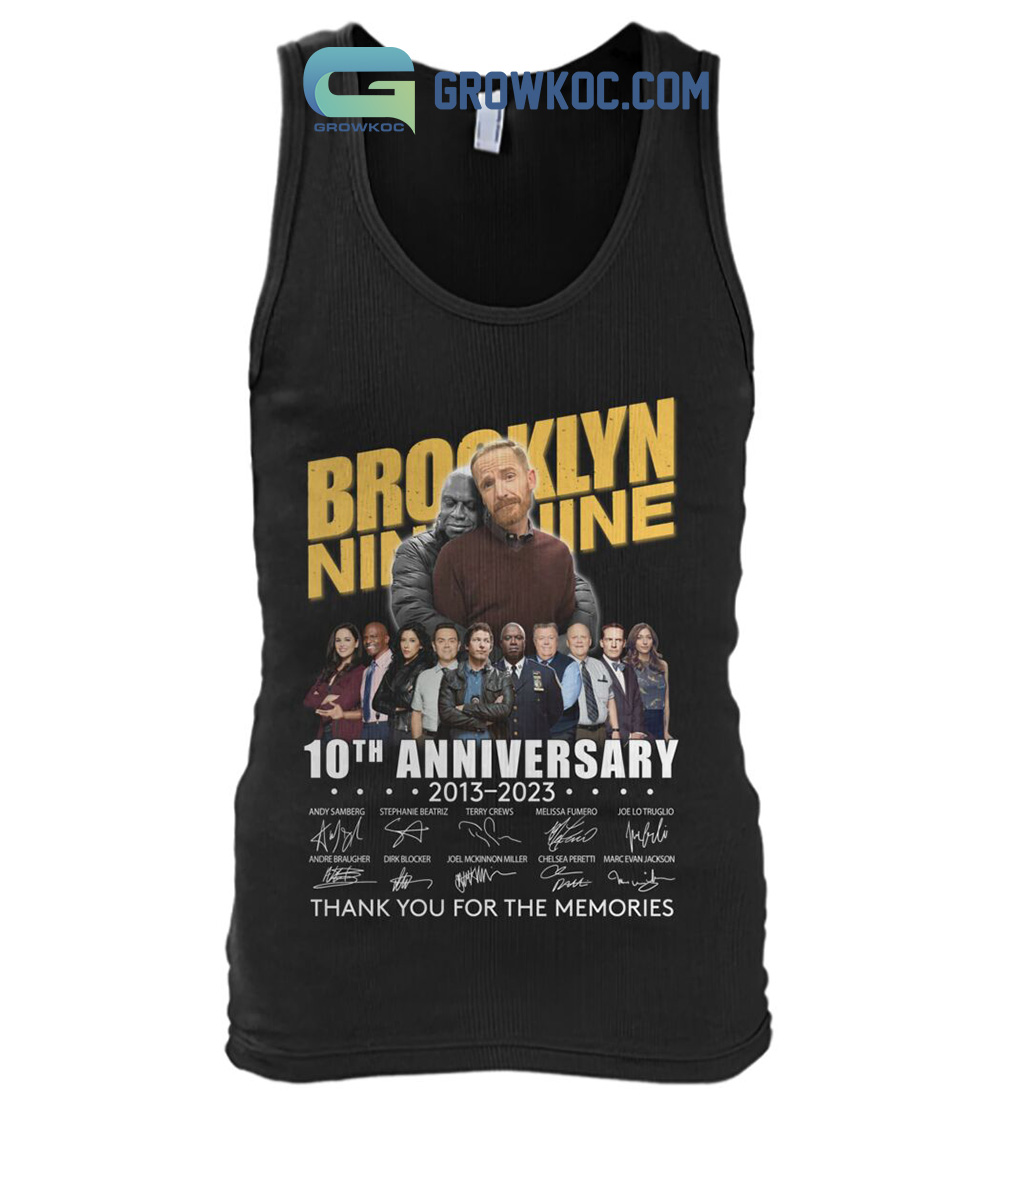 GROWKOC.COM
GROWKOC
BROOKLYN
NINE-NINE
10TH ANNIVERSARY
2013–2023
ANDY SAMBERG STEPHANIE BEATRIZ TERRY CREWS MELISSA FUMERO JOE LO TRUGLIO
ANDRE BRAUGHER DIRK BLOCKER JOEL MCKINNON MILLER CHELSEA PERETTI MARC EVAN JACKSON
THANK YOU FOR THE MEMORIES